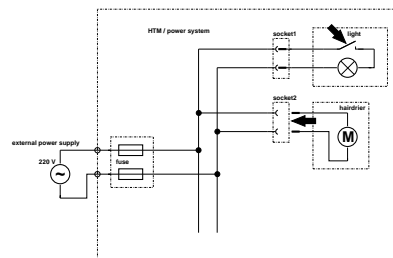 HTM / power system
socket1
light
socket2
hairdrier
M
external power supply
220 V
fuse
~